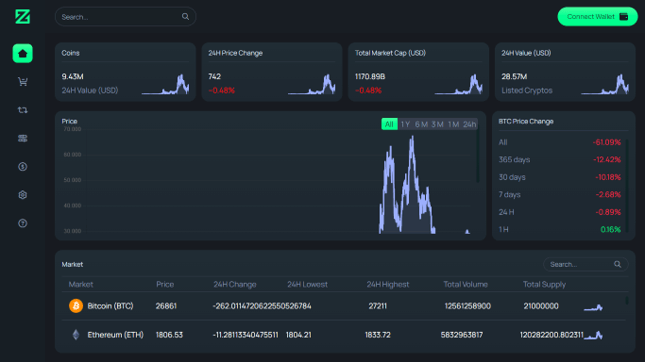 Search...
Connect Wallet
Coins
9.43M
24H Value (USD)
24H Price Change
742
-0.48%
Total Market Cap (USD)
1170.89B
-0.48%
24H Value (USD)
28.57M
Listed Cryptos
Price
All 1 Y 6 M 3 M 1 M 24h
70.000
60.000
50.000
40.000
30.000
BTC Price Change
All -61.09%
365 days -12.42%
30 days -10.18%
7 days -2.68%
24 H -0.89%
1 H 0.16%
Market
Search...
Market Price 24H Change 24H Lowest 24H Highest Total Volume Total Supply
Bitcoin (BTC) 26861 -262.0114720622550526784 27211 12561258900 21000000
Ethereum (ETH) 1806.53 -11.28113340475511 1804.21 1833.72 5832963817 120282200.802311